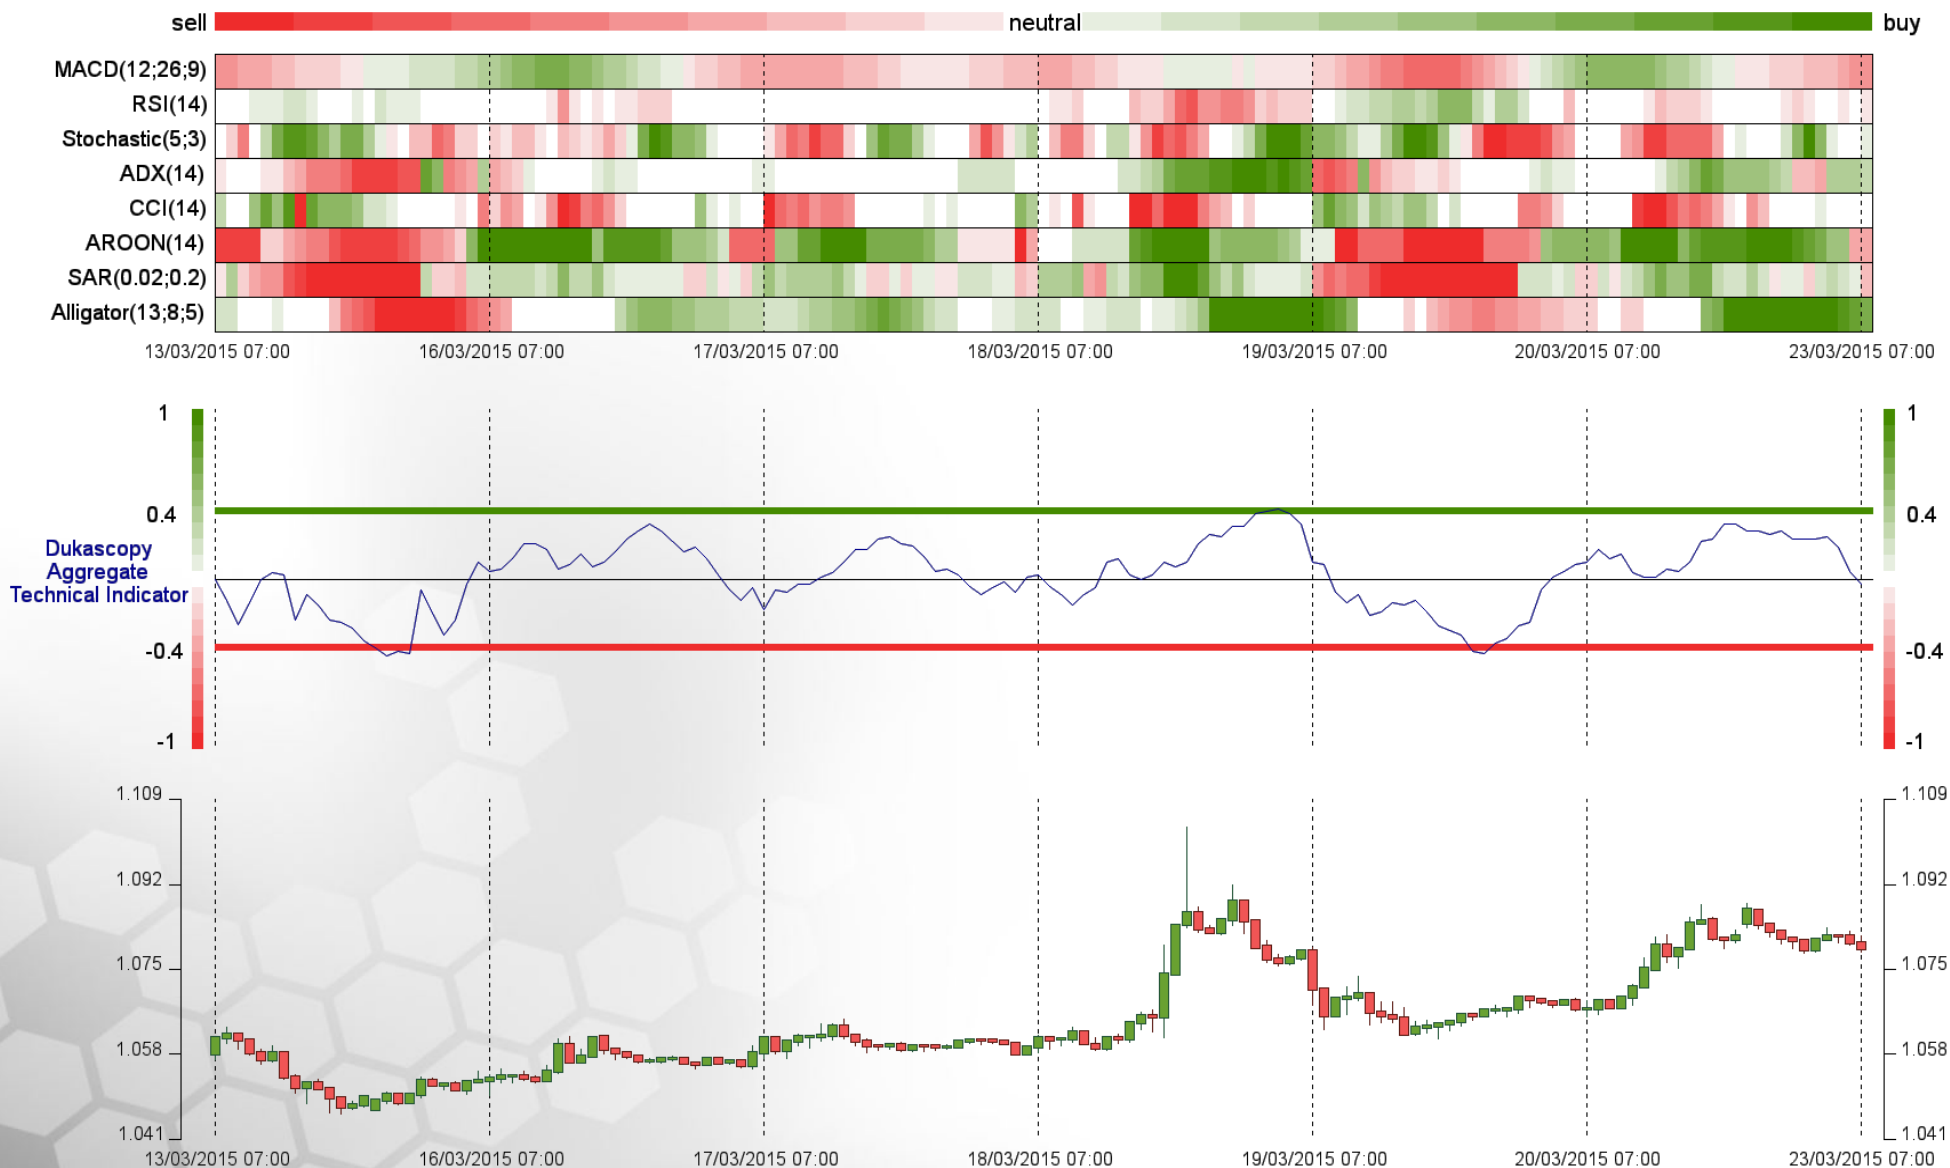 sell neutral buy
MACD(12;26;9)
RSI(14)
Stochastic(5;3)
ADX(14)
CCI(14)
AROON(14)
SAR(0.02;0.2)
Alligator(13;8;5)
13/03/2015 07:00 16/03/2015 07:00 17/03/2015 07:00 18/03/2015 07:00 19/03/2015 07:00 20/03/2015 07:00 23/03/2015 07:00
1 1
0.4 0.4
Dukascopy
Aggregate
Technical Indicator
-0.4 -0.4
-1 -1
1.109 1.109
1.092 1.092
1.075 1.075
1.058 1.058
1.041 1.041
13/03/2015 07:00 16/03/2015 07:00 17/03/2015 07:00 18/03/2015 07:00 19/03/2015 07:00 20/03/2015 07:00 23/03/2015 07:00